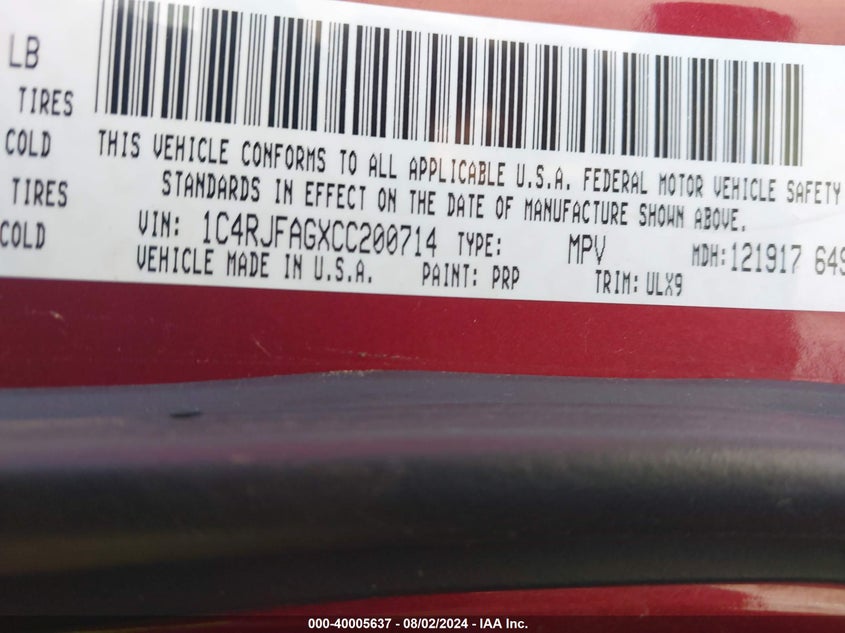 LB
TIRES
COLD
TIRES
COLD
THIS VEHICLE CONFORMS TO ALL APPLICABLE U.S.A. FEDERAL MOTOR VEHICLE SAFETY
STANDARDS IN EFFECT ON THE DATE OF MANUFACTURE SHOWN ABOVE.
VIN: 1C4RJFAGXCC200714 TYPE: MPV MDH:121917 649
VEHICLE MADE IN U.S.A. PAINT: PRP TRIM: ULX9
000-40005637 - 08/02/2024 - IAA Inc.